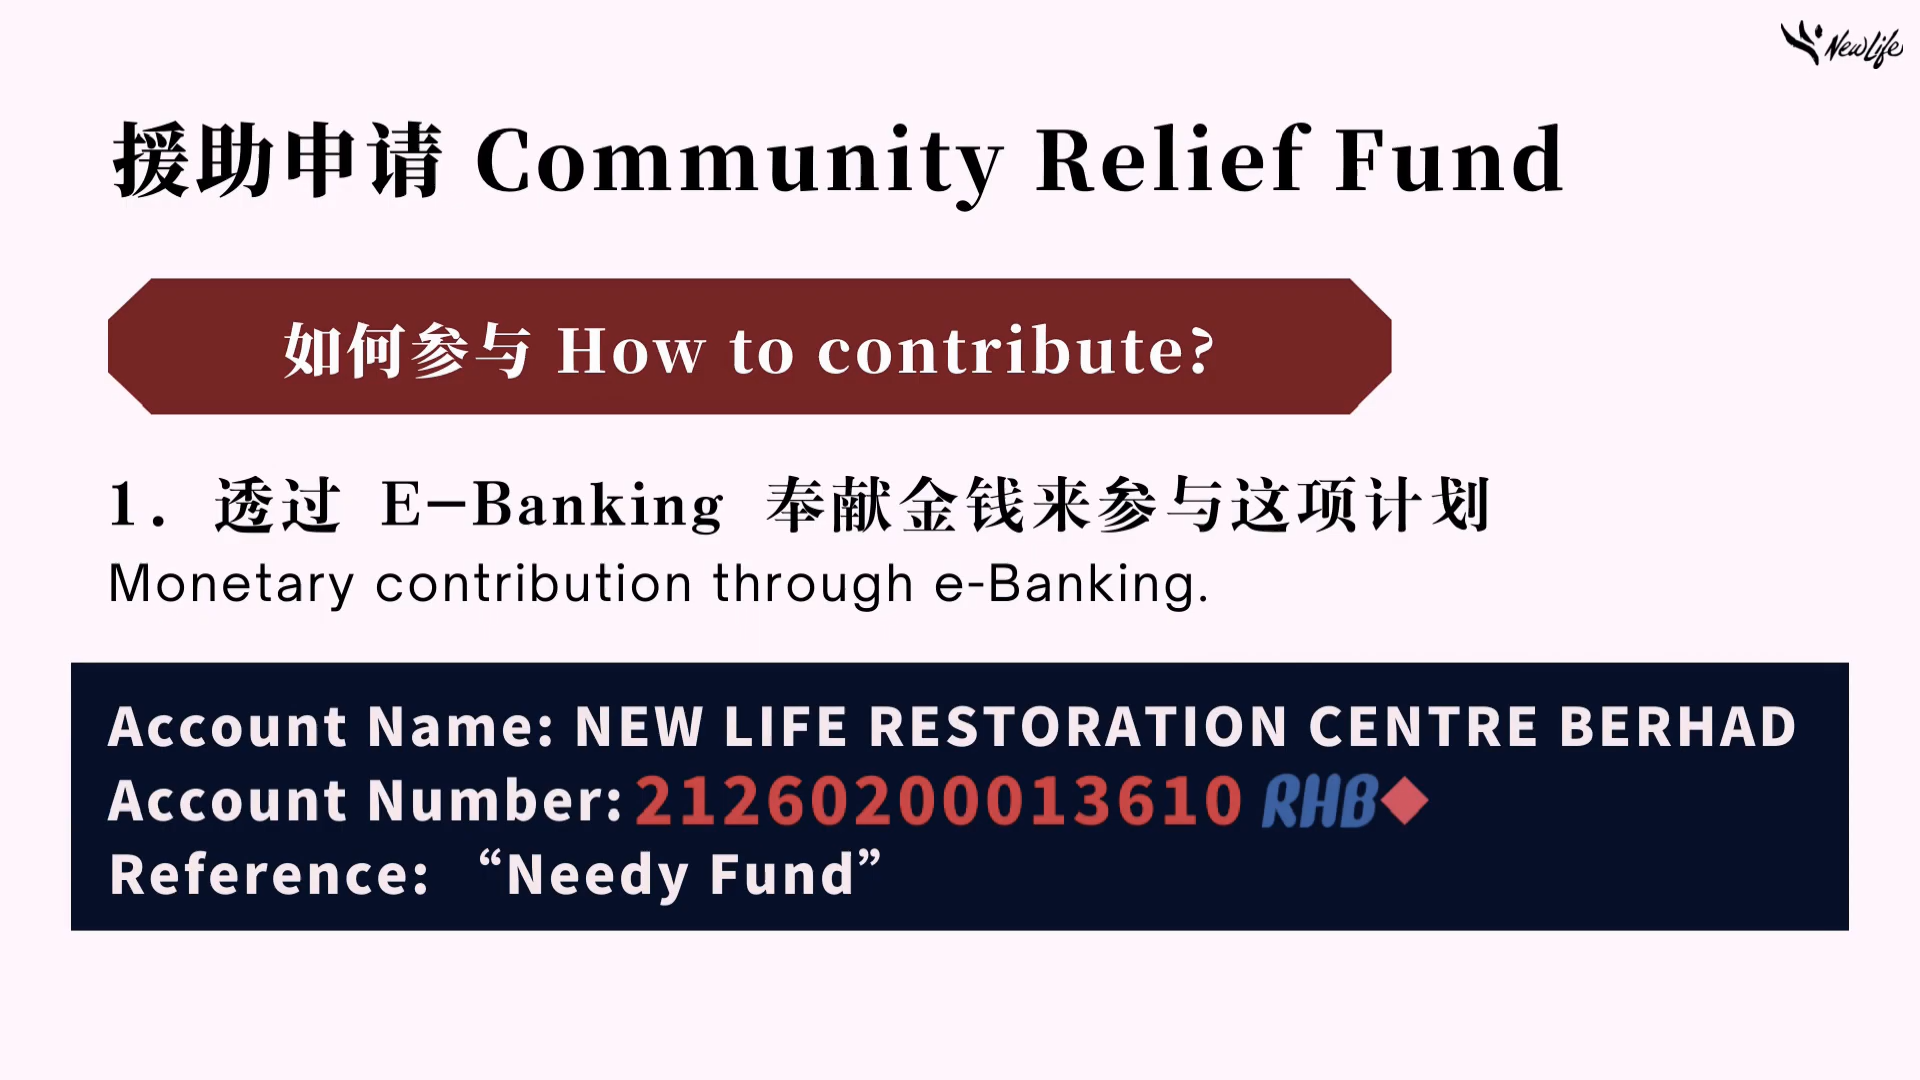 NewLife
援助申请 Community Relief Fund
如何参与 How to contribute?
1. 透过 E-Banking 奉献金钱来参与这项计划
Monetary contribution through e-Banking.
Account Name: NEW LIFE RESTORATION CENTRE BERHAD
Account Number: 21260200013610 RHB
Reference: “Needy Fund”